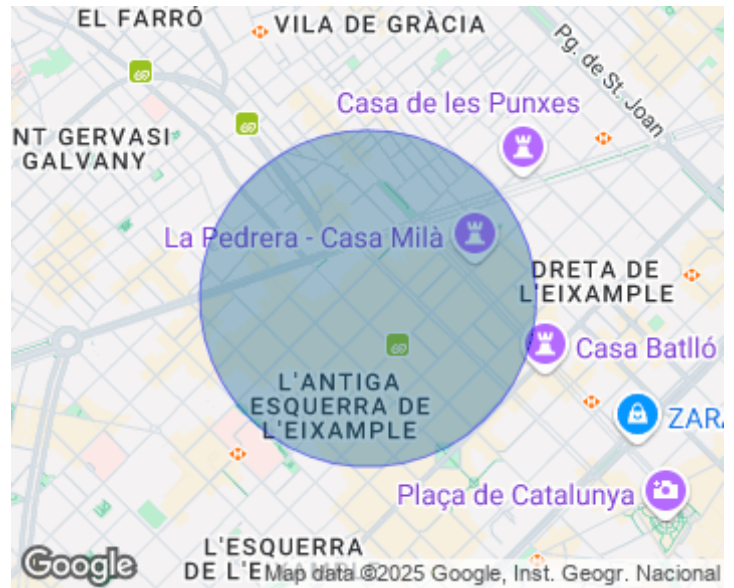 EL FARRÓ
VILA DE GRÀCIA
Pg. de St. Joan
Casa de les Punxes
NT GERVASI
GALVANY
La Pedrera - Casa Milà
DRETA DE
L'EIXAMPLE
Casa Batlló
L'ANTIGA
ESQUERRA DE
L'EIXAMPLE
ZARA
Plaça de Catalunya
L'ESQUERRA
DE L'E
Google
Map data ©2025 Google, Inst. Geogr. Nacional